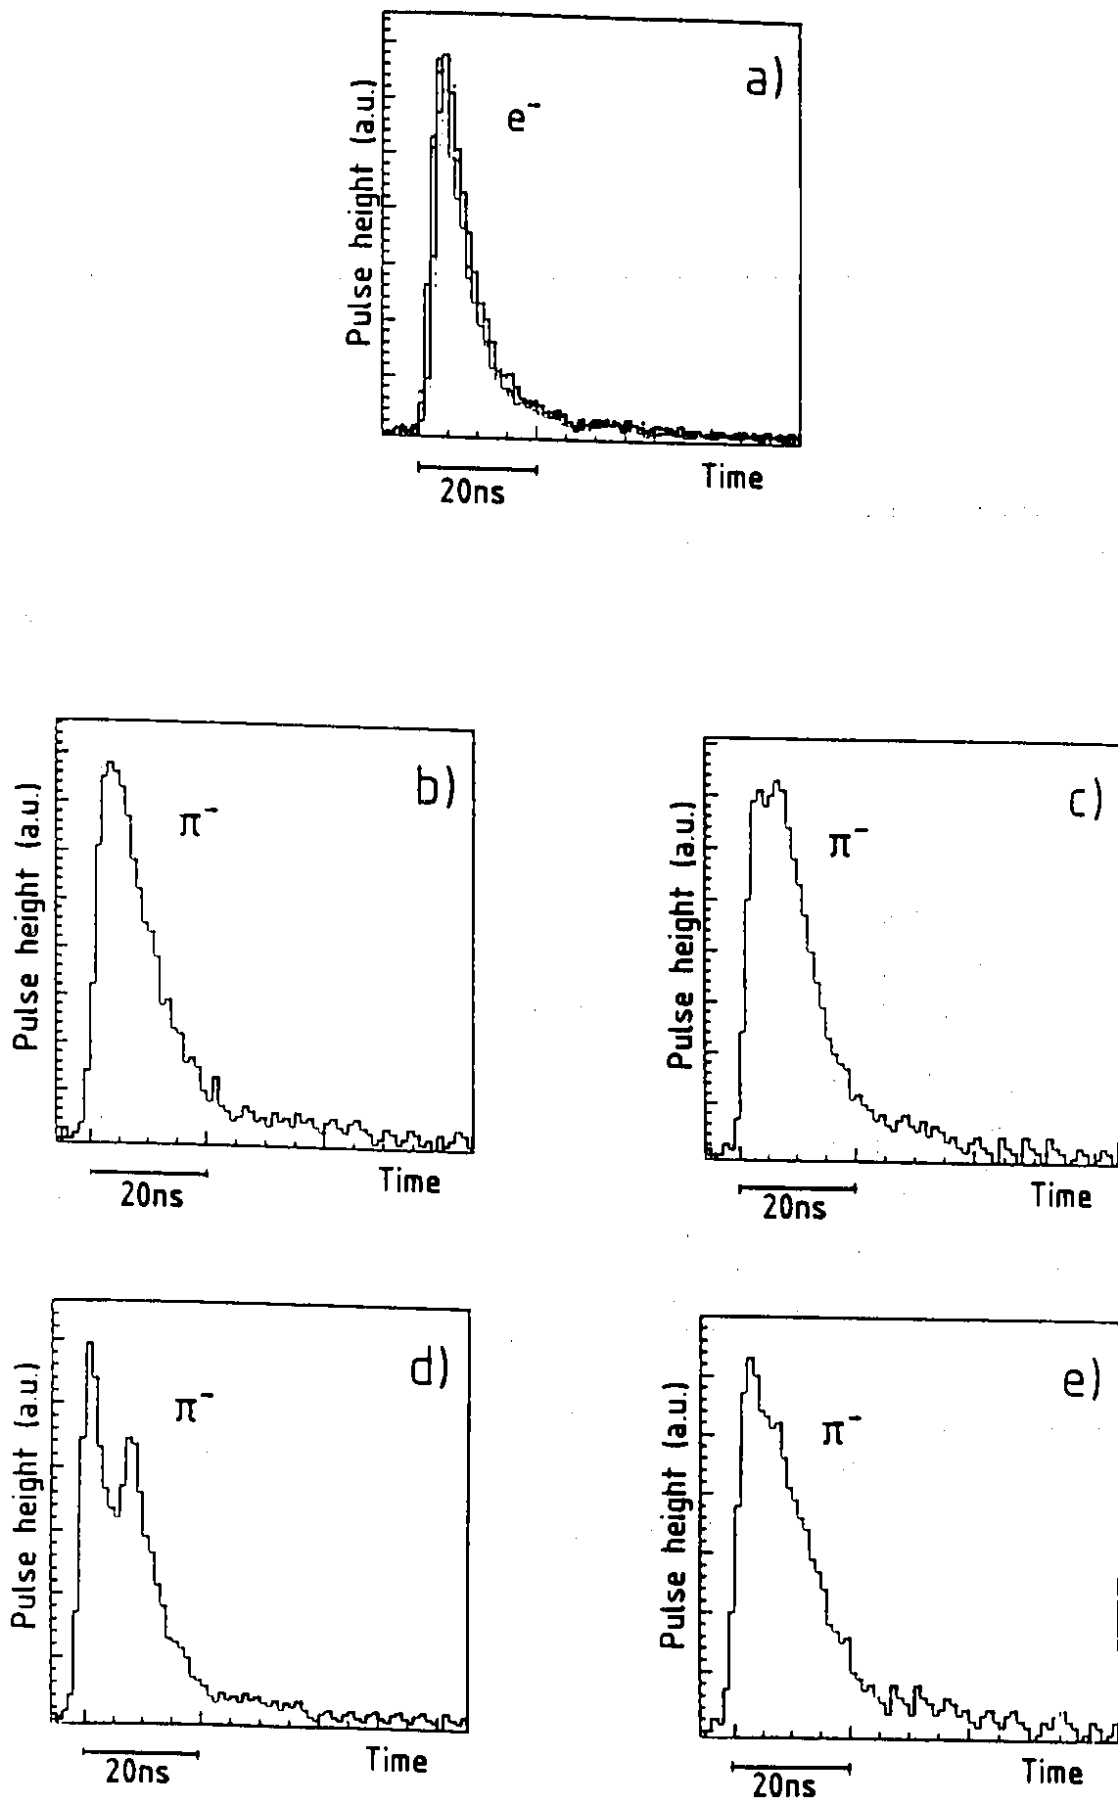 a)
e-
Pulse height (a.u.)
20ns
Time
b)
π-
Pulse height (a.u.)
20ns
Time
c)
π-
Pulse height (a.u.)
20ns
Time
d)
π-
Pulse height (a.u.)
20ns
Time
e)
π-
Pulse height (a.u.)
20ns
Time